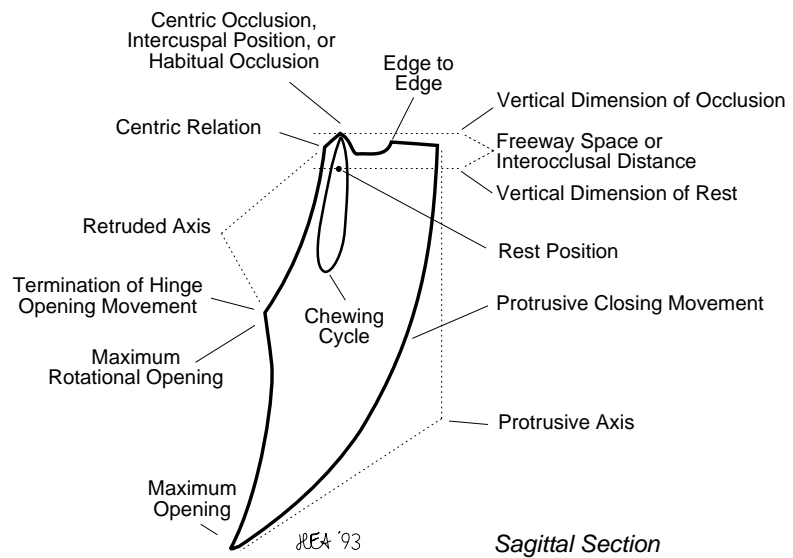 Centric Occlusion,
Intercuspal Position, or
Habitual Occlusion
Edge to
Edge
Vertical Dimension of Occlusion
Centric Relation
Freeway Space or
Interocclusal Distance
Vertical Dimension of Rest
Retruded Axis
Rest Position
Termination of Hinge
Opening Movement
Chewing
Cycle
Protrusive Closing Movement
Maximum
Rotational Opening
Protrusive Axis
Maximum
Opening
HEA '93
Sagittal Section